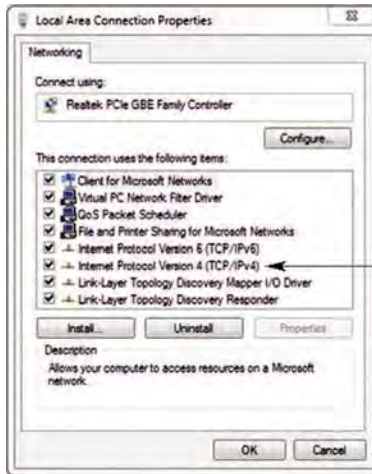 Local Area Connection Properties
Networking
Connect using:
Realtek PCIe GBE Family Controller
Configure...
This connection uses the following items:
Client for Microsoft Networks
Virtual PC Network Filter Driver
QoS Packet Scheduler
File and Printer Sharing for Microsoft Networks
Internet Protocol Version 6 (TCP/IPv6)
Internet Protocol Version 4 (TCP/IPv4)
Link-Layer Topology Discovery Mapper I/O Driver
Link-Layer Topology Discovery Responder
Install... Uninstall Properties
Description
Allows your computer to access resources on a Microsoft
network.
OK Cancel